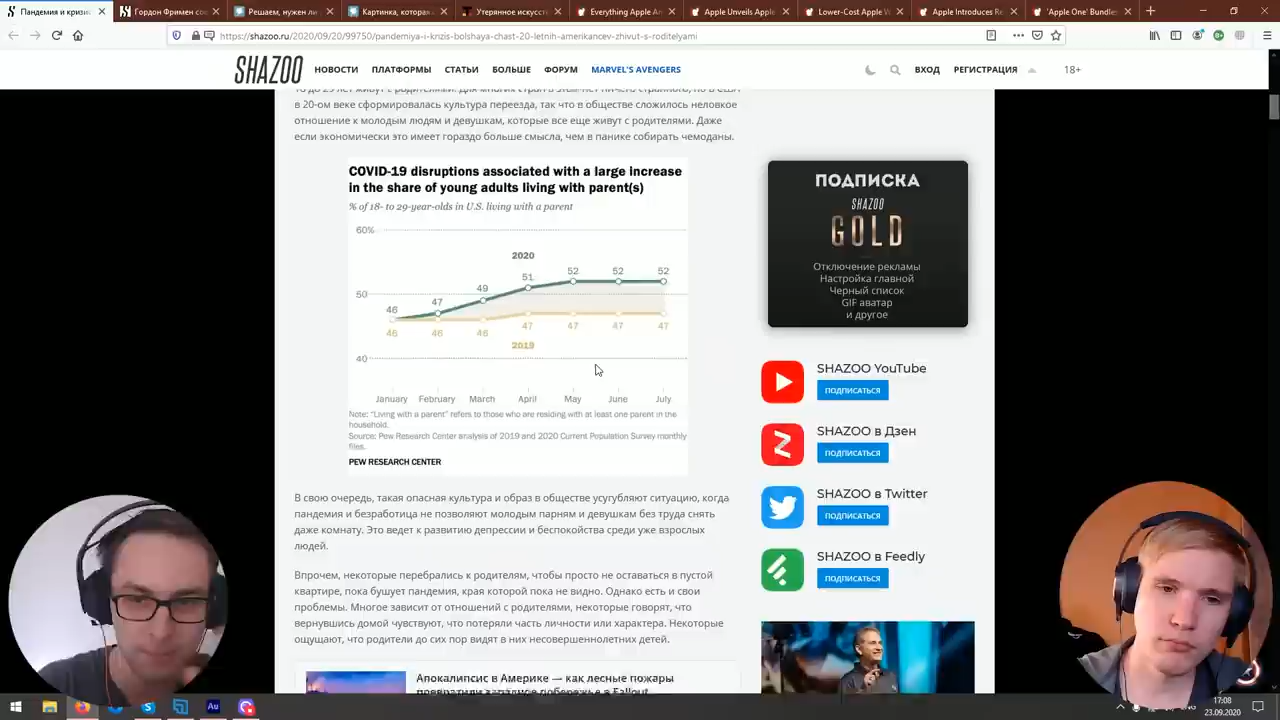 Пандемия и кризи
Гордон Фримен соо
Решаем, нужен ли
Картинка, котора
Утерянное искусст
Everything Apple An
Apple Unveils Apple
Lower-Cost Apple W
Apple Introduces Re
'Apple One' Bundles
https://shazoo.ru/2020/09/20/99750/pandemiya-i-krizis-bolshaya-chast-20-letnih-amerikancev-zhivut-s-roditelyami
SHAZOO
НОВОСТИ ПЛАТФОРМЫ СТАТЬИ БОЛЬШЕ ФОРУМ MARVEL'S AVENGERS
ВХОД РЕГИСТРАЦИЯ 18+
в 20-ом веке сформировалась культура переезда, так что в обществе сложилось неловкое
отношение к молодым людям и девушкам, которые все еще живут с родителями. Даже
если экономически это имеет гораздо больше смысла, чем в панике собирать чемоданы.
COVID-19 disruptions associated with a large increase
in the share of young adults living with parent(s)
% of 18- to 29-year-olds in U.S. living with a parent
60%
2020
46 47 49 51 52 52 52
50
46 46 46 47 47 47 47
2019
40
January February March April May June July
Note: "Living with a parent" refers to those who are residing with at least one parent in the
household.
Source: Pew Research Center analysis of 2019 and 2020 Current Population Survey monthly
files.
PEW RESEARCH CENTER
В свою очередь, такая опасная культура и образ в обществе усугубляют ситуацию, когда
пандемия и безработица не позволяют молодым парням и девушкам без труда снять
даже комнату. Это ведет к развитию депрессии и беспокойства среди уже взрослых
людей.
Впрочем, некоторые перебрались к родителям, чтобы просто не оставаться в пустой
квартире, пока бушует пандемия, края которой пока не видно. Однако есть и свои
проблемы. Многое зависит от отношений с родителями, некоторые говорят, что
вернувшись домой чувствуют, что потеряли часть личности или характера. Некоторые
ощущают, что родители до сих пор видят в них несовершеннолетних детей.
Апокалипсис в Америке — как лесные пожары
ПОДПИСКА
SHAZOO
GOLD
Отключение рекламы
Настройка главной
Черный список
GIF аватар
и другое
SHAZOO YouTube
ПОДПИСАТЬСЯ
SHAZOO в Дзен
ПОДПИСАТЬСЯ
SHAZOO в Twitter
ПОДПИСАТЬСЯ
SHAZOO в Feedly
ПОДПИСАТЬСЯ
17:08
23.09.2020